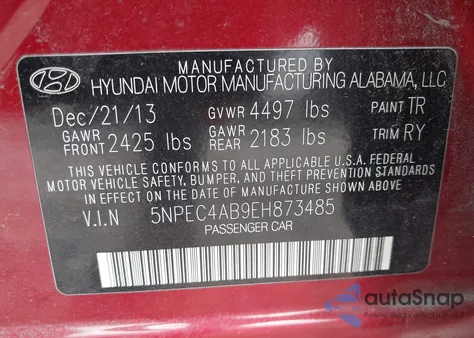 MANUFACTURED BY
HYUNDAI MOTOR MANUFACTURING ALABAMA, LLC
Dec/21/13 GVWR 4497 lbs PAINT TR
GAWR FRONT 2425 lbs GAWR REAR 2183 lbs TRIM RY
THIS VEHICLE CONFORMS TO ALL APPLICABLE U.S.A. FEDERAL
MOTOR VEHICLE SAFETY, BUMPER, AND THEFT PREVENTION STANDARDS
IN EFFECT ON THE DATE OF MANUFACTURE SHOWN ABOVE.
V.I.N 5NPEC4AB9EH873485
PASSENGER CAR
autoSnap